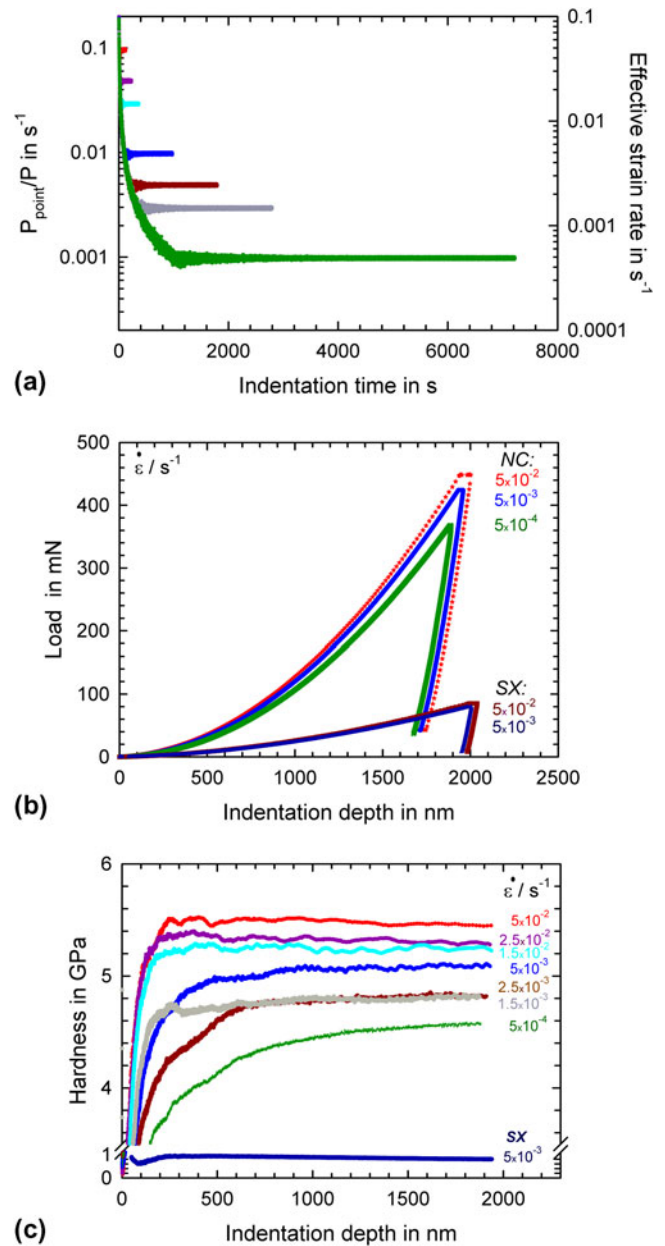 0.1
0.01
0.001
P_point/P in s⁻¹
0.1
0.01
0.001
0.0001
Effective strain rate in s⁻¹
0 2000 4000 6000 8000
(a)
Indentation time in s
500
400
300
200
100
0
Load in mN
ε̇ / s⁻¹
NC:
5x10⁻²
5x10⁻³
5x10⁻⁴
SX:
5x10⁻²
5x10⁻³
0 500 1000 1500 2000 2500
(b)
Indentation depth in nm
6
5
4
1
0
Hardness in GPa
ε̇ / s⁻¹
5x10⁻²
2.5x10⁻²
1.5x10⁻²
5x10⁻³
2.5x10⁻³
1.5x10⁻³
5x10⁻⁴
SX
5x10⁻³
0 500 1000 1500 2000
(c)
Indentation depth in nm